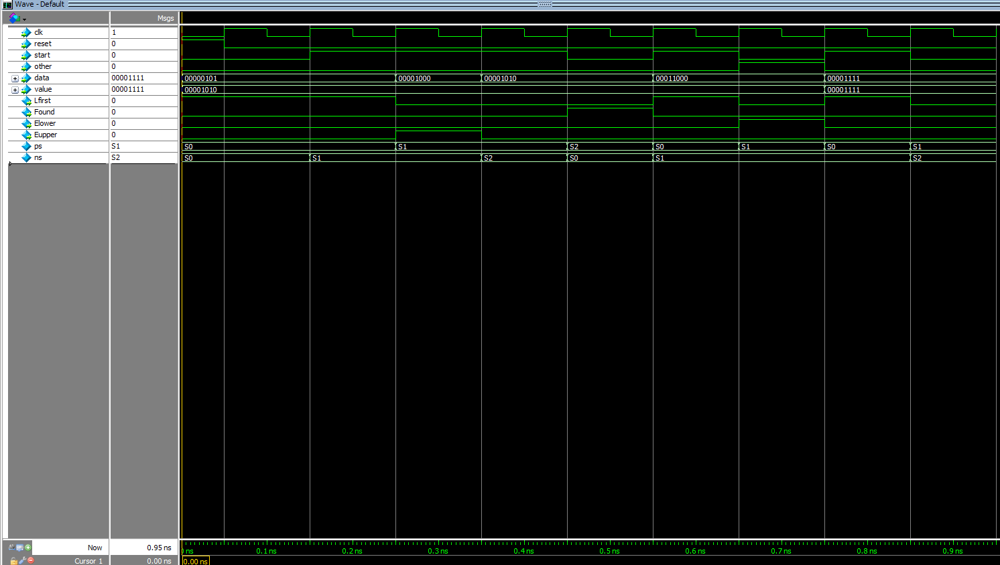 Wave - Default
Msgs
clk 1
reset 0
start 0
other 0
data 00001111 00000101 00001000 00001010 00011000 00001111
value 00001111 00001010 00001111
Lfirst 0
Found 0
Elower 0
Eupper 0
ps S1 S0 S1 S2 S0 S1 S0 S1
ns S2 S0 S1 S2 S0 S1 S2
Now 0.95 ns ns 0.1 ns 0.2 ns 0.3 ns 0.4 ns 0.5 ns 0.6 ns 0.7 ns 0.8 ns 0.9 ns
Cursor 1 0.00 ns 0.00 ns